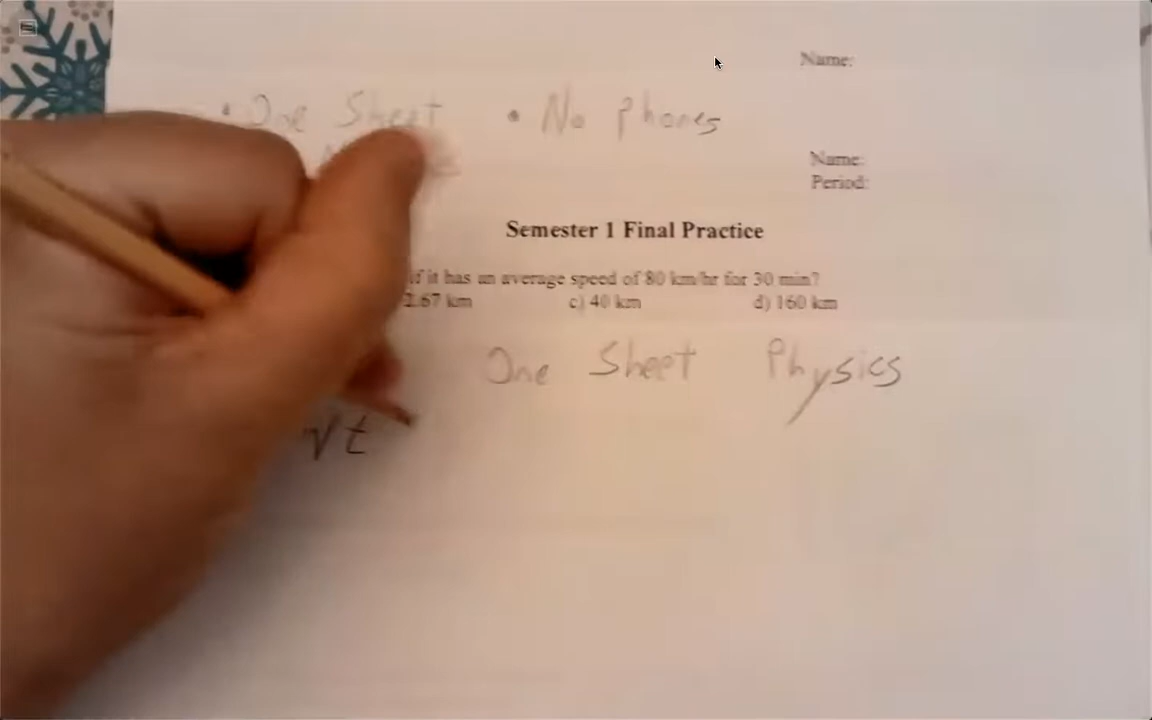 Name:
• One Sheet • No phones
Name:
Period:
Semester 1 Final Practice
if it has an average speed of 80 km/hr for 30 min?
2.67 km c) 40 km d) 160 km
One Sheet Physics
vt